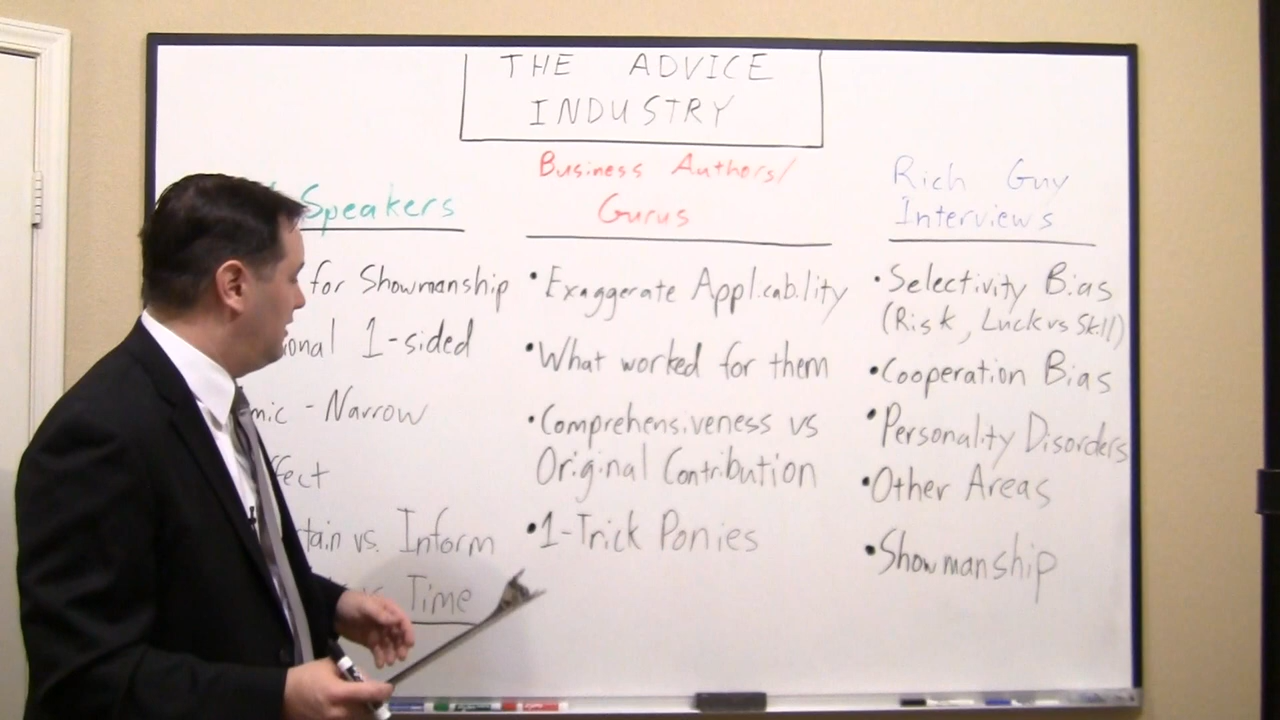 THE ADVICE
INDUSTRY
Speakers
for Showmanship
1-sided
- Narrow
vs. Inform
vs. Time
Business Authors/
Gurus
• Exaggerate Applicability
• What worked for them
• Comprehensiveness vs
Original Contribution
• 1-Trick Ponies
Rich Guy
Interviews
• Selectivity Bias
(Risk, Luck vs Skill)
• Cooperation Bias
• Personality Disorders
• Other Areas
• Showmanship